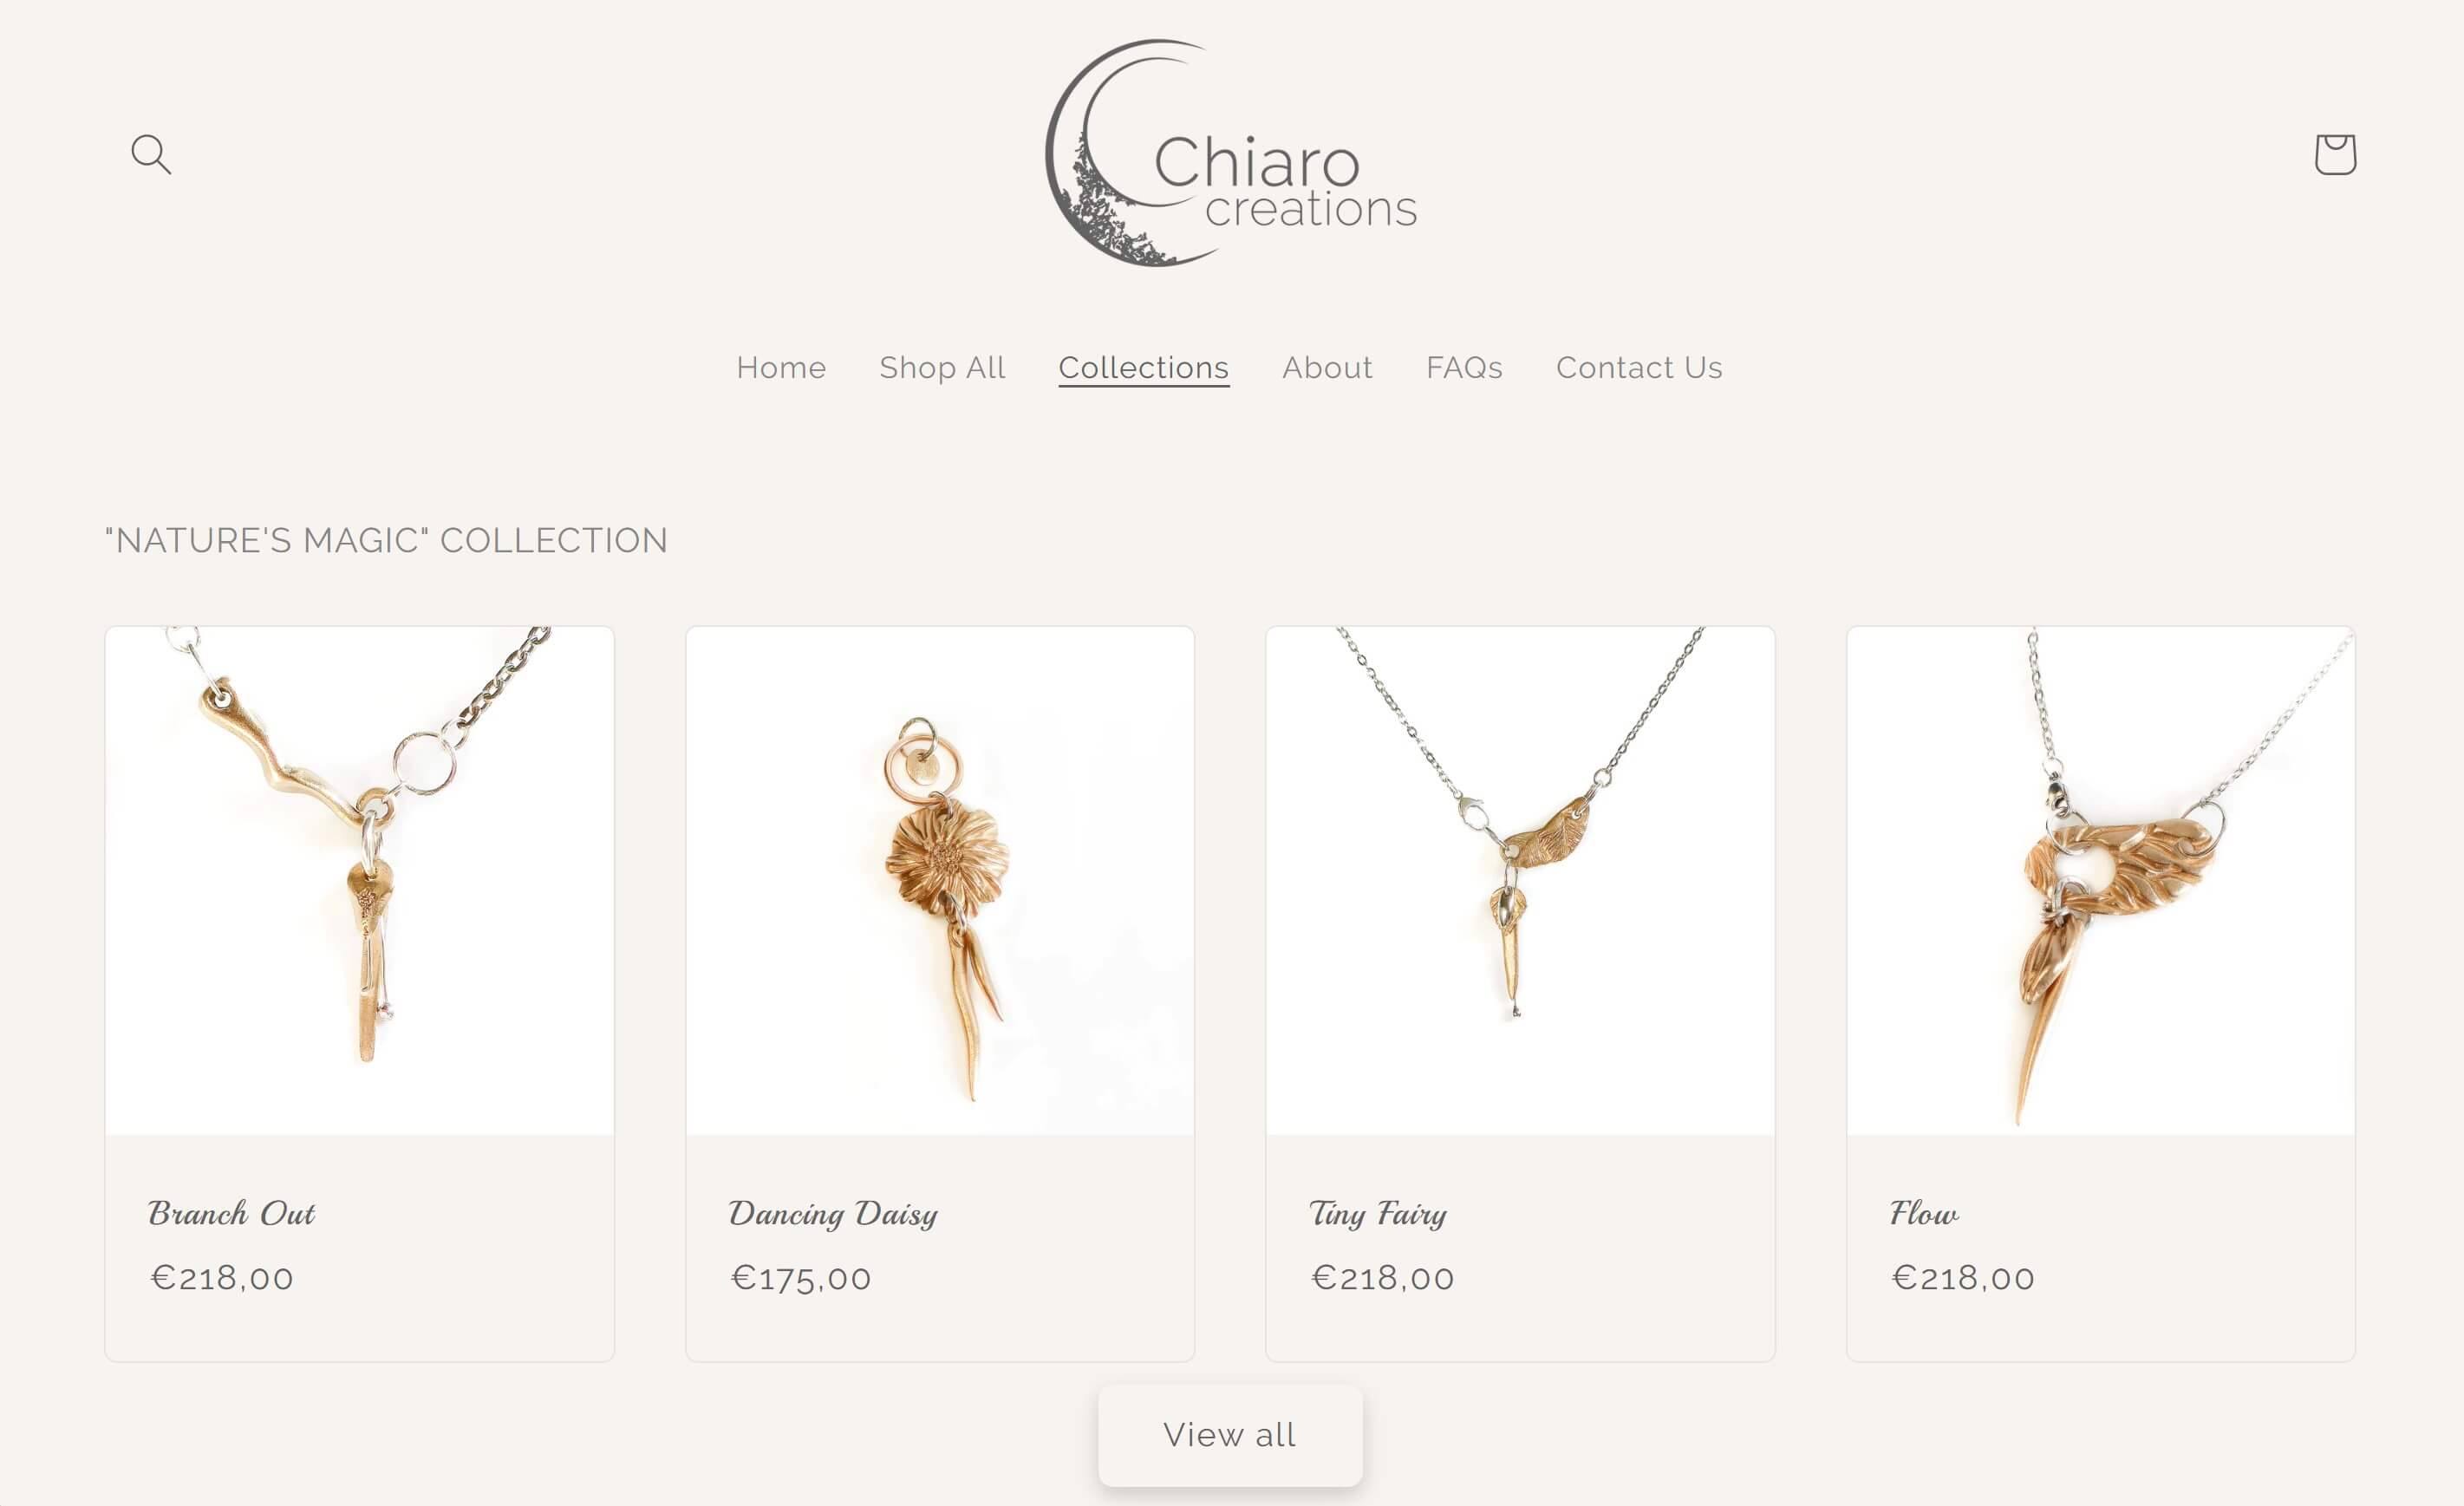 Chiaro
creations
Home Shop All Collections About FAQs Contact Us
"NATURE'S MAGIC" COLLECTION
Branch Out
€218,00
Dancing Daisy
€175,00
Tiny Fairy
€218,00
Flow
€218,00
View all